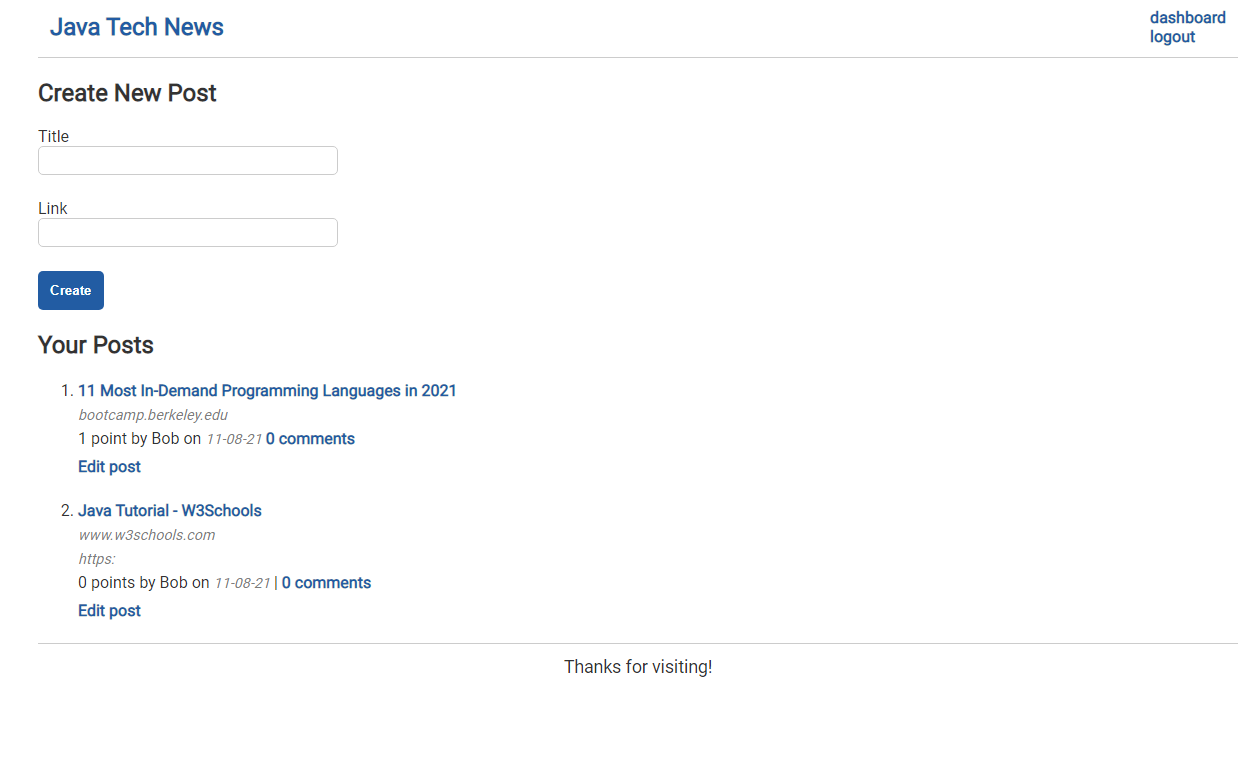 Java Tech News
dashboard
logout
Create New Post
Title
Link
Create
Your Posts
1. 11 Most In-Demand Programming Languages in 2021
bootcamp.berkeley.edu
1 point by Bob on 11-08-21 0 comments
Edit post
2. Java Tutorial - W3Schools
www.w3schools.com
https:
0 points by Bob on 11-08-21 | 0 comments
Edit post
Thanks for visiting!